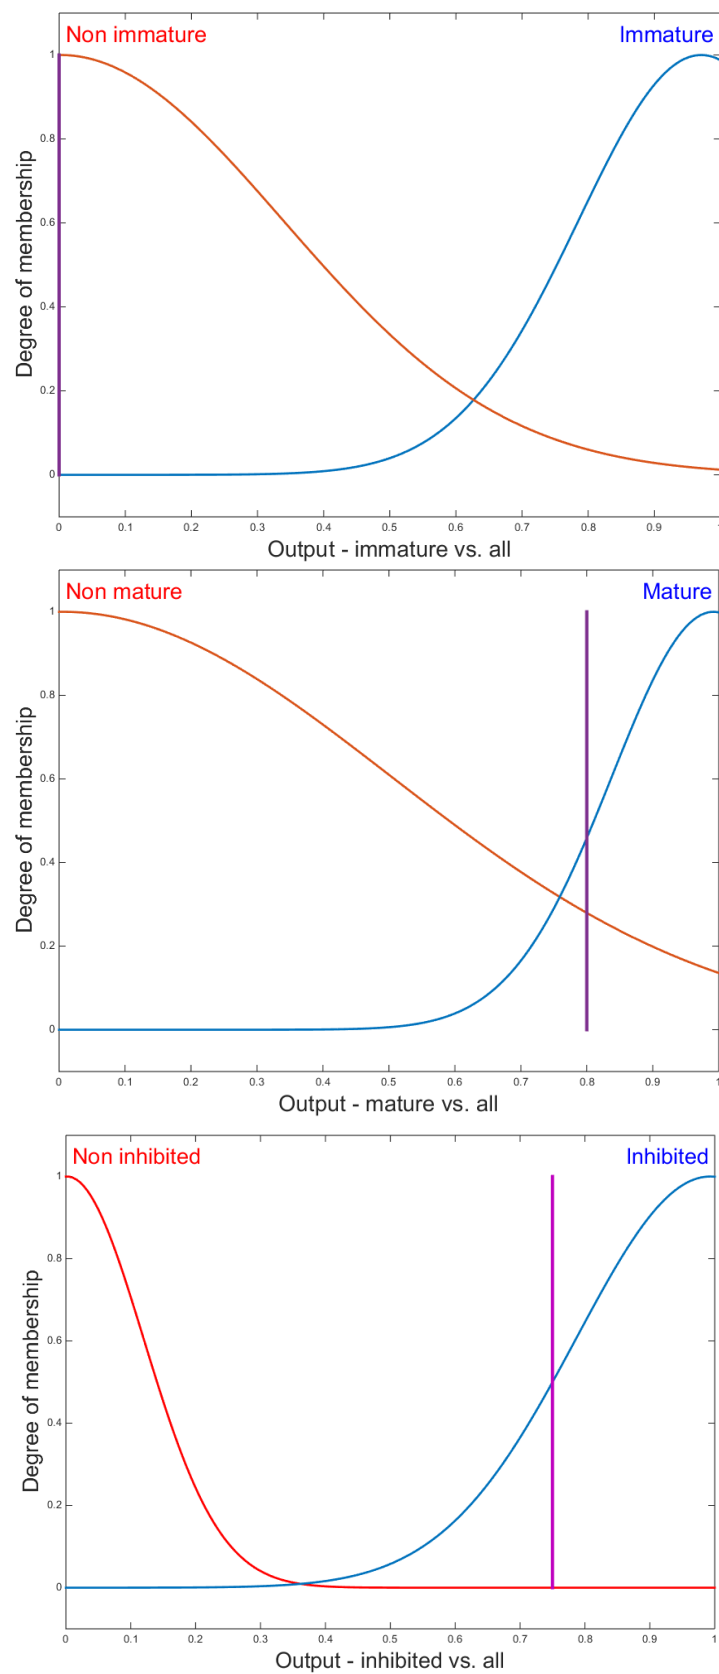 Non immature
Immature
1
0.8
0.6
0.4
0.2
0
Degree of membership
0 0.1 0.2 0.3 0.4 0.5 0.6 0.7 0.8 0.9 1
Output - immature vs. all
Non mature
Mature
1
0.8
0.6
0.4
0.2
0
Degree of membership
0 0.1 0.2 0.3 0.4 0.5 0.6 0.7 0.8 0.9 1
Output - mature vs. all
Non inhibited
Inhibited
1
0.8
0.6
0.4
0.2
0
Degree of membership
0 0.1 0.2 0.3 0.4 0.5 0.6 0.7 0.8 0.9 1
Output - inhibited vs. all